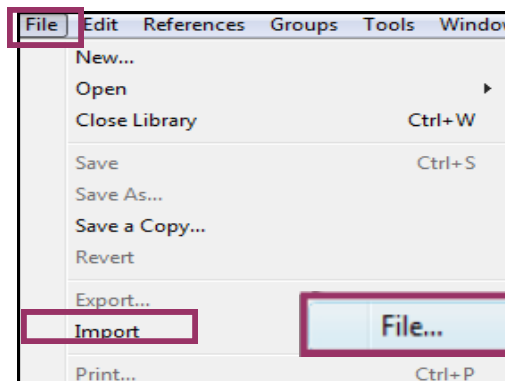 File Edit References Groups Tools Window
New...
Open
Close Library Ctrl+W
Save Ctrl+S
Save As...
Save a Copy...
Revert
Export...
Import File...
Print... Ctrl+P